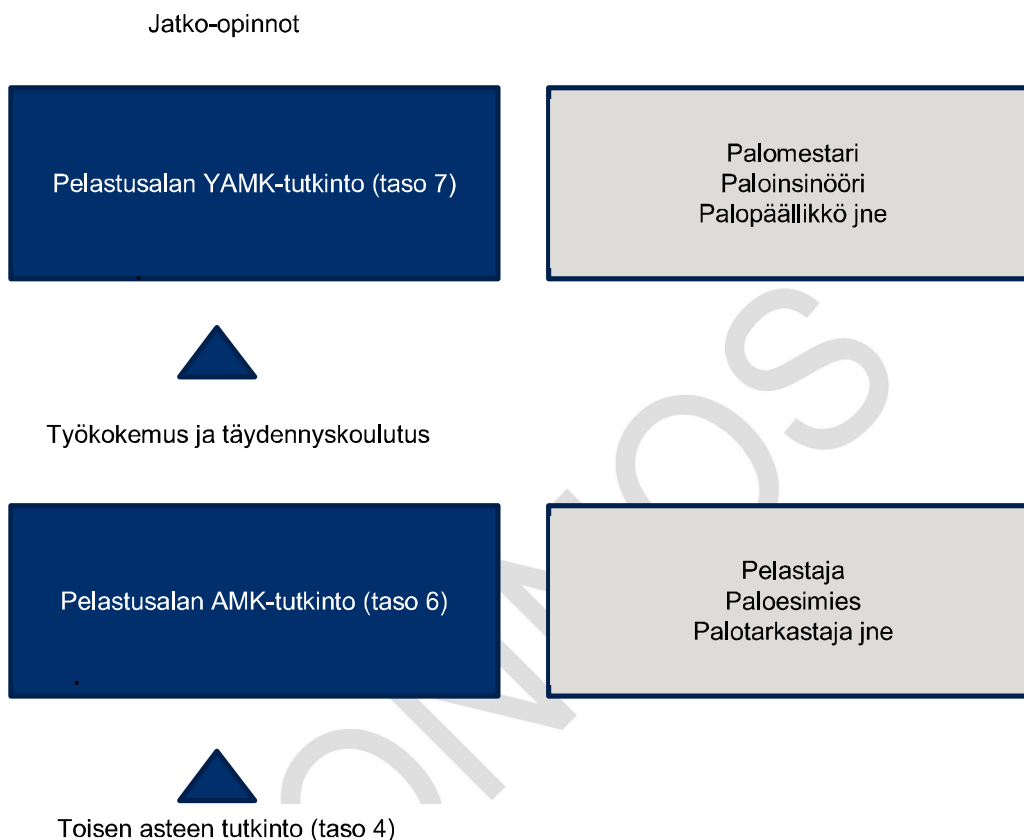 Jatko-opinnot
Pelastusalan YAMK-tutkinto (taso 7)
Palomestari
Paloinsinööri
Palopäällikkö jne
Työkokemus ja täydennyskoulutus
Pelastusalan AMK-tutkinto (taso 6)
Pelastaja
Paloesimies
Palotarkastaja jne
Toisen asteen tutkinto (taso 4)